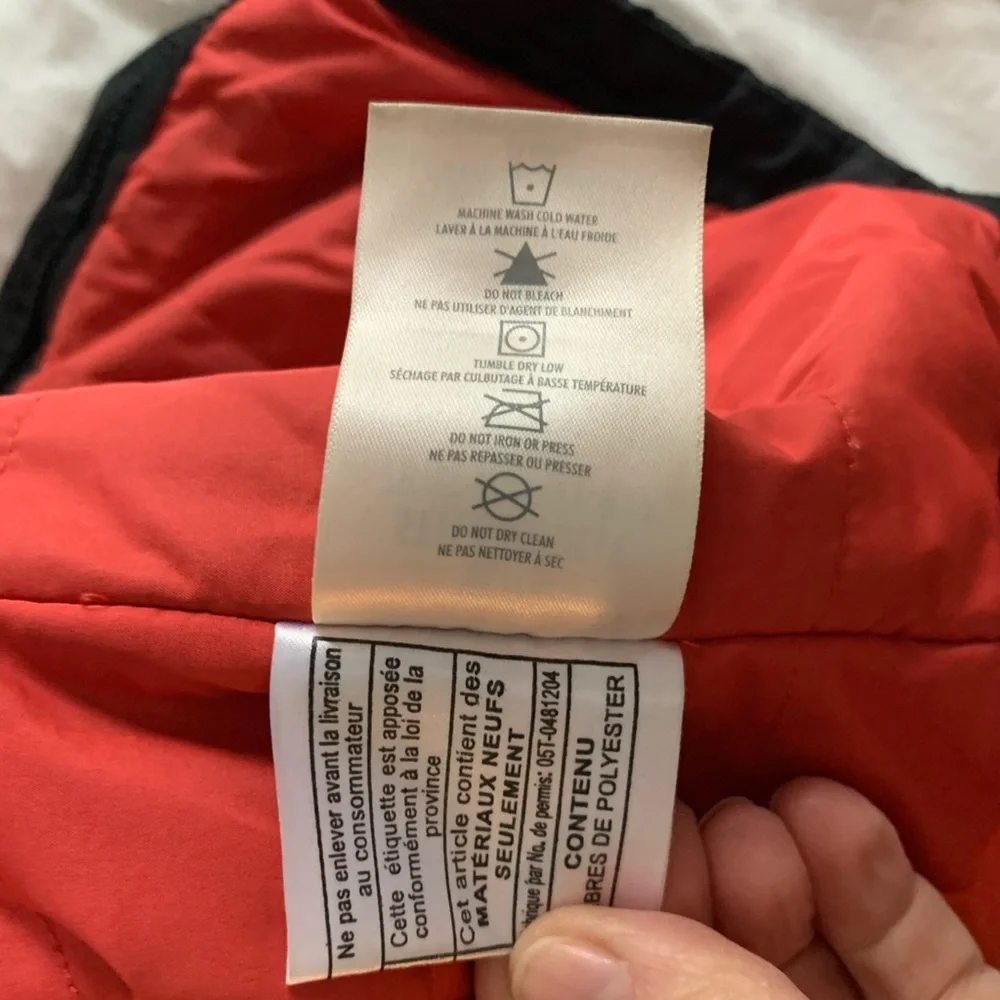 MACHINE WASH COLD WATER
LAVER À LA MACHINE À L'EAU FROIDE
DO NOT BLEACH
NE PAS UTILISER D'AGENT DE BLANCHIMENT
TUMBLE DRY LOW
SÉCHAGE PAR CULBUTAGE À BASSE TEMPÉRATURE
DO NOT IRON OR PRESS
NE PAS REPASSER OU PRESSER
DO NOT DRY CLEAN
NE PAS NETTOYER À SEC
Ne pas enlever avant la livraison
au consommateur
Cette étiquette est apposée
conformément à la loi de la
province
Cet article contient des
MATÉRIAUX NEUFS
SEULEMENT
par No. de permis: 05T-0481204
CONTENU
DE POLYESTER